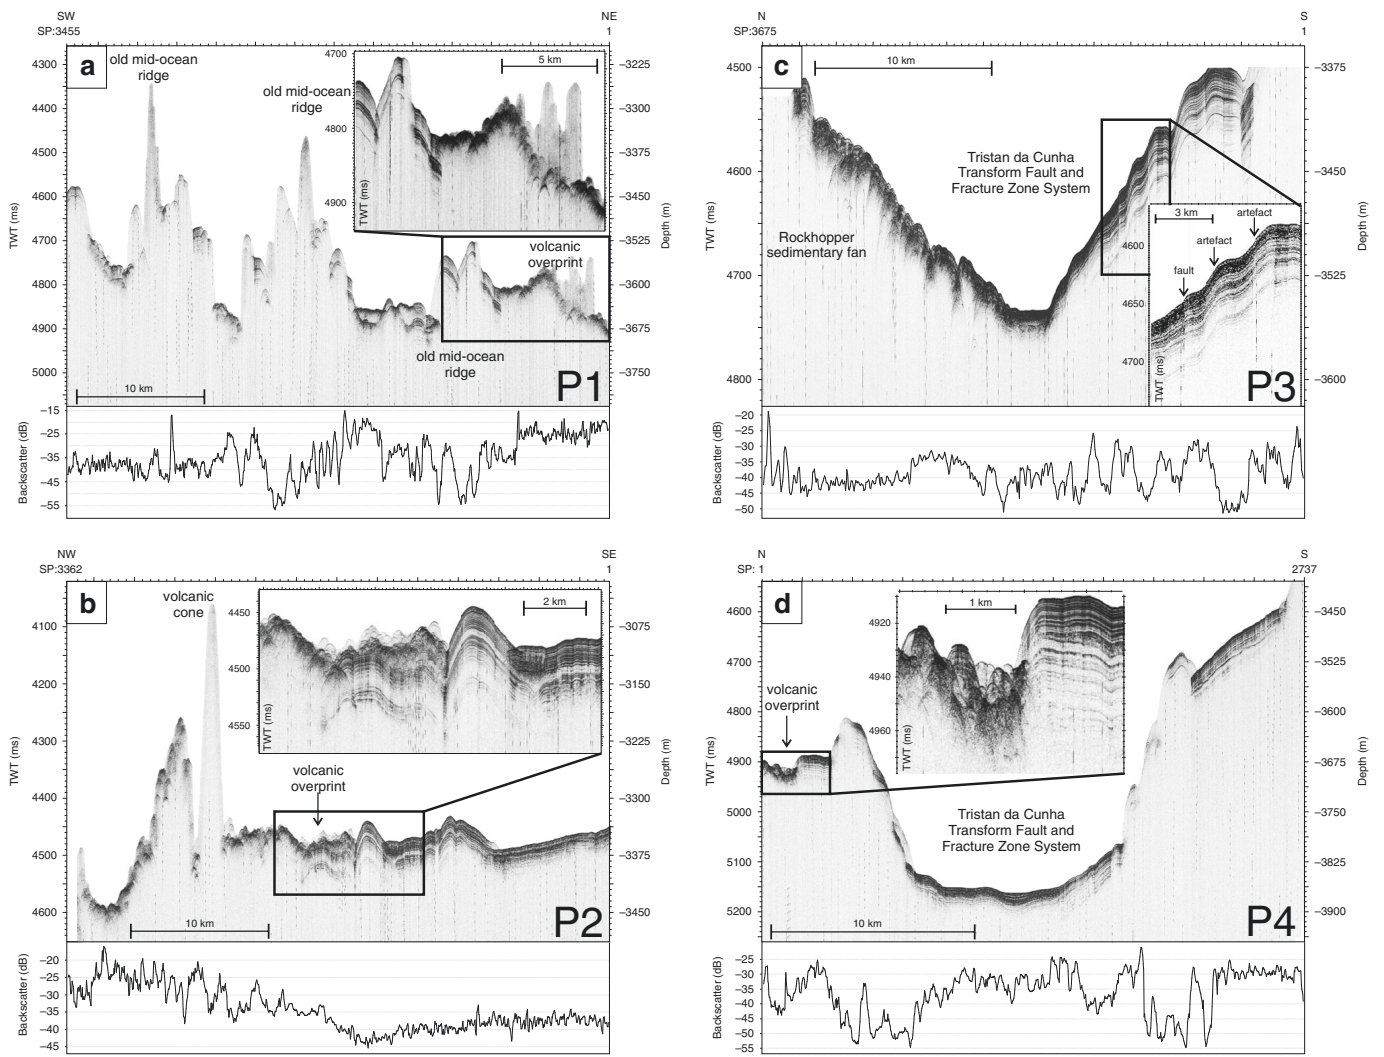 SW
NE
SP:3455
1
a
old mid-ocean
ridge
old mid-ocean
ridge
4700
4800
4900
TWT (ms)
5 km
volcanic
overprint
old mid-ocean
ridge
10 km
P1
4300
4400
4500
4600
4700
4800
4900
5000
TWT (ms)
–3225
–3300
–3375
–3450
–3525
–3600
–3675
–3750
Depth (m)
–15
–25
–35
–45
–55
Backscatter (dB)
N
S
SP:3675
1
c
10 km
Tristan da Cunha
Transform Fault and
Fracture Zone System
Rockhopper
sedimentary fan
3 km
artefact
artefact
fault
4600
4650
4700
TWT (ms)
P3
4500
4600
4700
4800
TWT (ms)
–3375
–3450
–3525
–3600
Depth (m)
–20
–25
–30
–35
–40
–45
–50
Backscatter (dB)
NW
SE
SP:3362
1
b
volcanic
cone
4450
4500
4550
TWT (ms)
2 km
volcanic
overprint
10 km
P2
4100
4200
4300
4400
4500
4600
TWT (ms)
–3075
–3150
–3225
–3300
–3375
–3450
Depth (m)
–20
–25
–30
–35
–40
–45
Backscatter (dB)
N
S
SP: 1
2737
d
1 km
4920
4940
4960
TWT (ms)
volcanic
overprint
Tristan da Cunha
Transform Fault and
Fracture Zone System
10 km
P4
4600
4700
4800
4900
5000
5100
5200
TWT (ms)
–3450
–3525
–3600
–3675
–3750
–3825
–3900
Depth (m)
–25
–30
–35
–40
–45
–50
–55
Backscatter (dB)